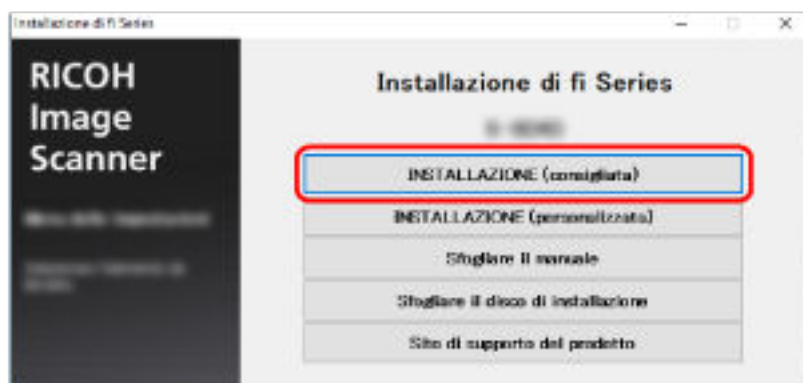 Installazione di fi Series
RICOH
Image
Scanner
Installazione di fi Series
INSTALLAZIONE (consigliata)
INSTALLAZIONE (personalizzata)
Sfogliare il manuale
Sfogliare il disco di installazione
Sito di supporto del prodotto